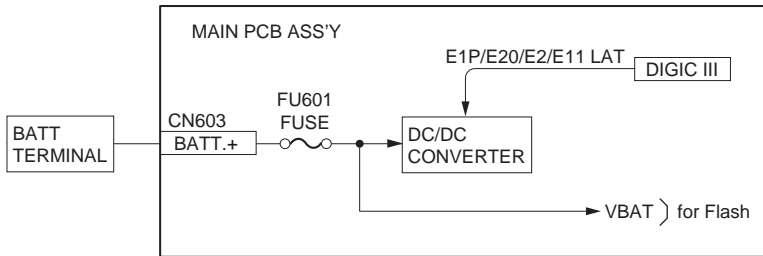 MAIN PCB ASS'Y
E1P/E20/E2/E11 LAT
DIGIC III
FU601
FUSE
CN603
BATT.+
BATT
TERMINAL
DC/DC
CONVERTER
VBAT ) for Flash